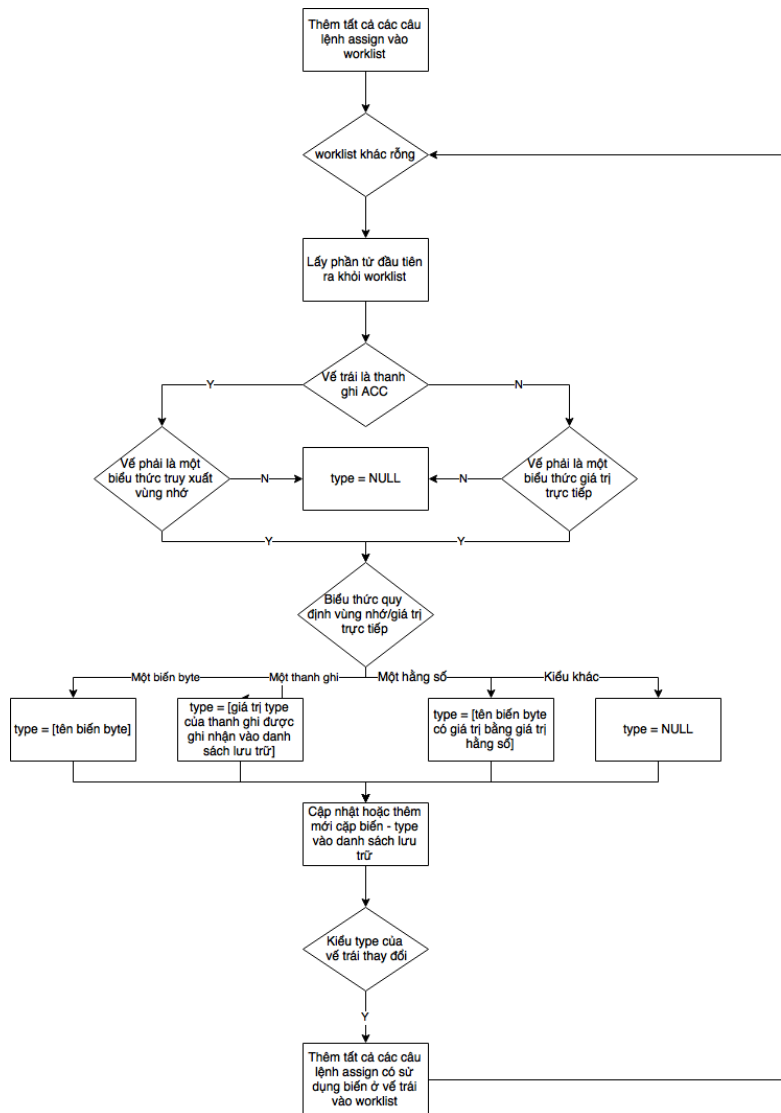 Thêm tất cả các câu
lệnh assign vào
worklist
worklist khác rỗng
Lấy phần tử đầu tiên
ra khỏi worklist
Vế trái là thanh
ghi ACC
Y
N
Vế phải là một
biểu thức truy xuất
vùng nhớ
N
type = NULL
N
Vế phải là một
biểu thức giá trị
trực tiếp
Y
Y
Biểu thức quy
định vùng nhớ/giá trị
trực tiếp
Một biến byte
Một thanh ghi
Một hằng số
Kiểu khác
type = [tên biến byte]
type = [giá trị type
của thanh ghi được
ghi nhận vào danh
sách lưu trữ]
type = [tên biến byte
có giá trị bằng giá trị
hằng số]
type = NULL
Cập nhật hoặc thêm
mới cặp biến - type
vào danh sách lưu
trữ
Kiểu type của
vế trái thay đổi
Y
Thêm tất cả các câu
lệnh assign có sử
dụng biến ở vế trái
vào worklist